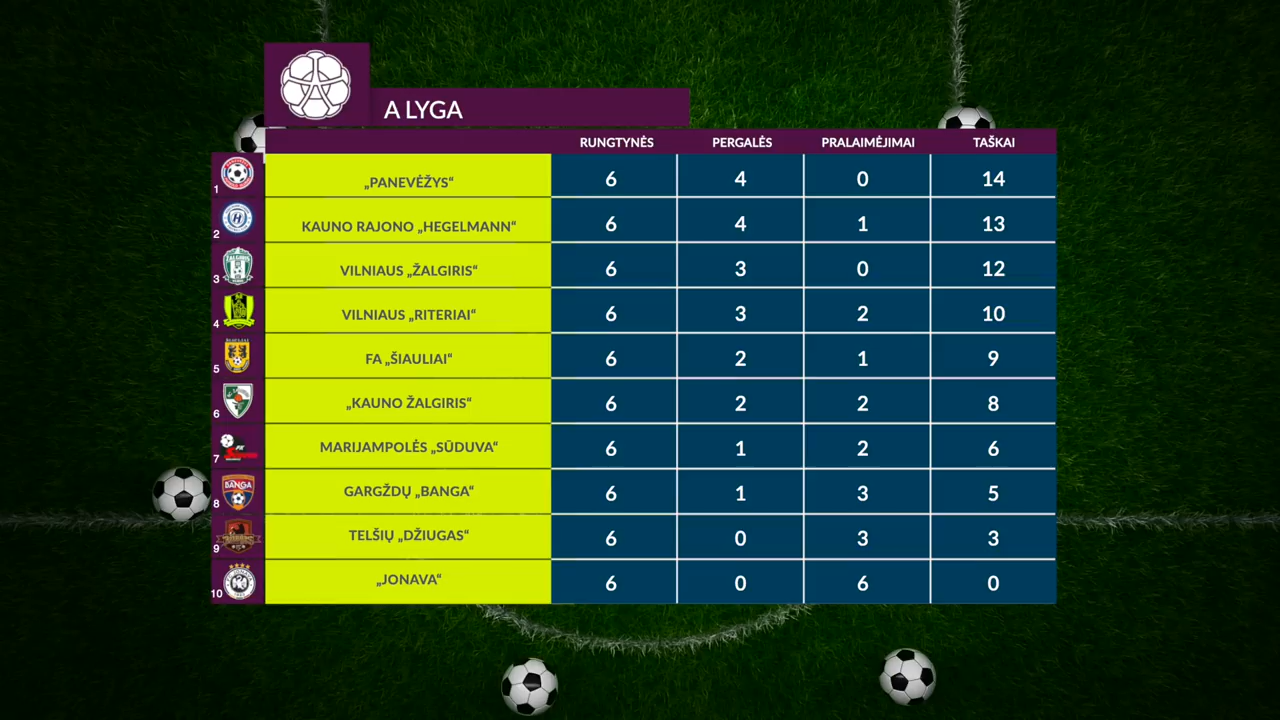 A LYGA
RUNGTYNĖS PERGALĖS PRALAIMĖJIMAI TAŠKAI
1 „PANEVĖŽYS“ 6 4 0 14
2 KAUNO RAJONO „HEGELMANN“ 6 4 1 13
3 ŽALGIRIS VILNIAUS „ŽALGIRIS“ 6 3 0 12
4 VILNIAUS „RITERIAI“ 6 3 2 10
5 FA „ŠIAULIAI“ 6 2 1 9
6 „KAUNO ŽALGIRIS“ 6 2 2 8
7 FK MARIJAMPOLĖS „SŪDUVA“ 6 1 2 6
8 BANGA GARGŽDŲ „BANGA“ 6 1 3 5
9 TELŠIŲ „DŽIUGAS“ 6 0 3 3
10 „JONAVA“ 6 0 6 0